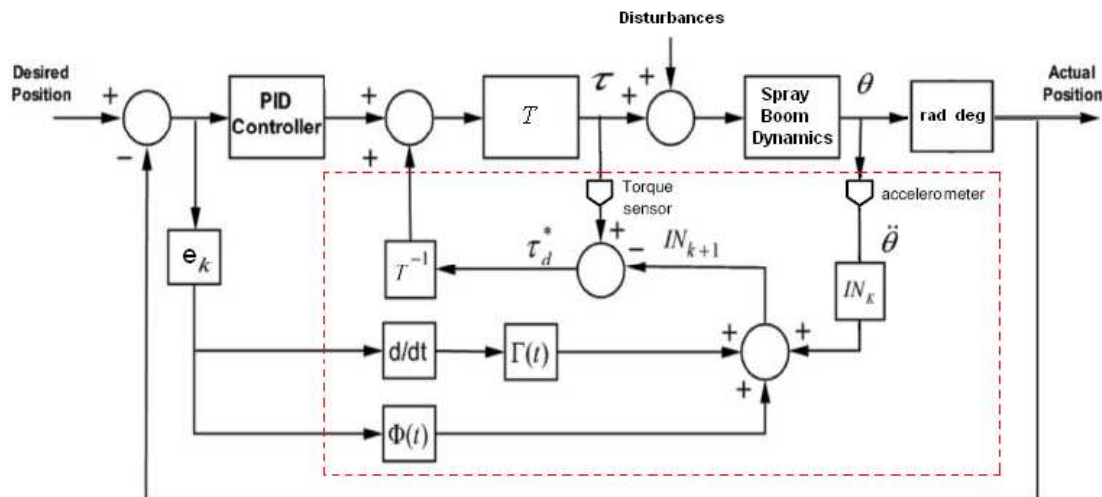 Disturbances
Desired
Position
+
−
PID
Controller
+
+
T
τ
+
+
Spray
Boom
Dynamics
θ
rad deg
Actual
Position
Torque
sensor
accelerometer
e_k
T^{-1}
τ_d^*
+
−
IN_{k+1}
θ̈
IN_K
d/dt
Γ(t)
+
+
+
Φ(t)